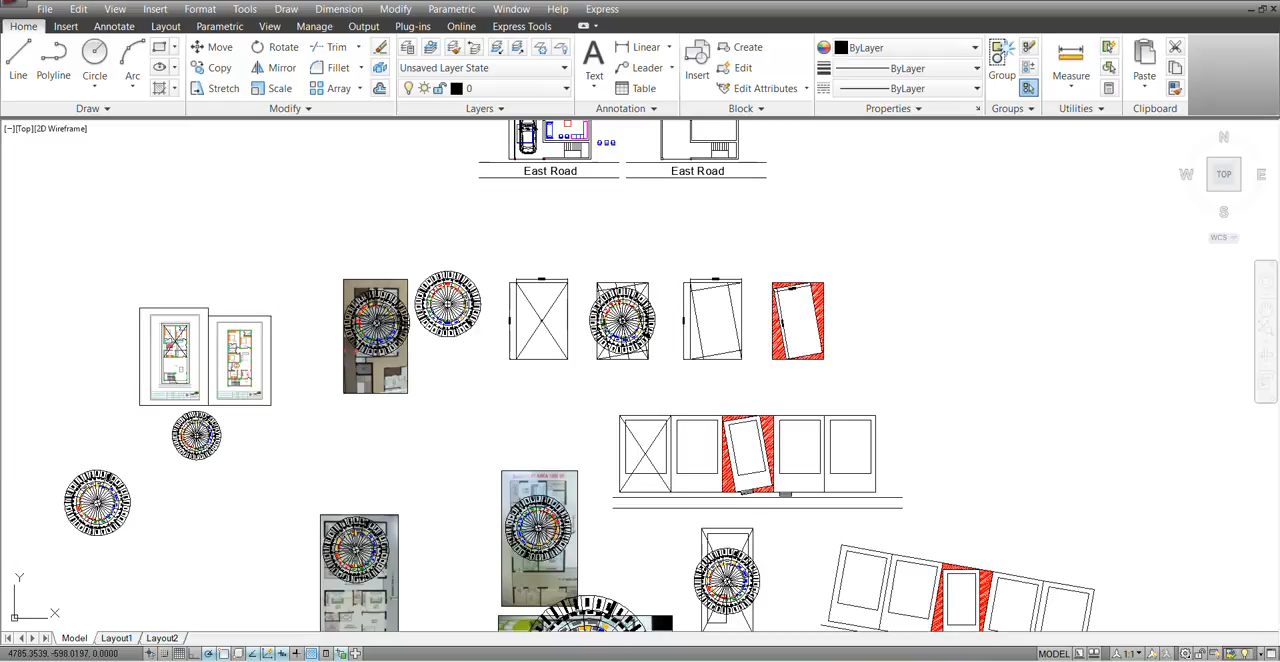 File Edit View Insert Format Tools Draw Dimension Modify Parametric Window Help Express
Home Insert Annotate Layout Parametric View Manage Output Plug-ins Online Express Tools
Line Polyline Circle Arc
Move Rotate Trim
Copy Mirror Fillet
Stretch Scale Array
Unsaved Layer State
0
Text
Linear
Leader
Table
Insert
Create
Edit
Edit Attributes
ByLayer
ByLayer
ByLayer
Group
Measure
Paste
Draw Modify Layers Annotation Block Properties Groups Utilities Clipboard
[−][Top][2D Wireframe]
N
W TOP E
S
WCS
East Road East Road
Y
X
Model Layout1 Layout2
4785.3539, -598.0197, 0.0000
MODEL 1:1